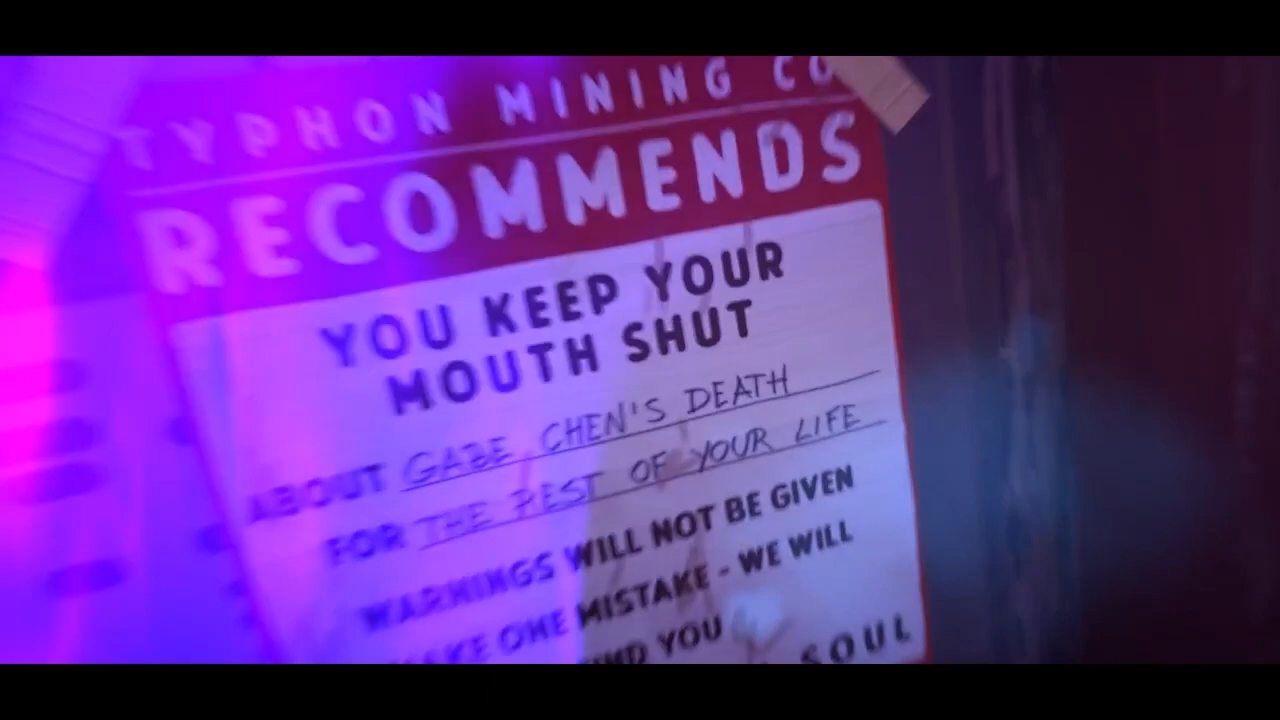 TYPHON MINING CO
RECOMMENDS
YOU KEEP YOUR
MOUTH SHUT
ABOUT GABE CHEN'S DEATH
FOR THE REST OF YOUR LIFE
WARNINGS WILL NOT BE GIVEN
MAKE ONE MISTAKE - WE WILL
YOU
SOUL